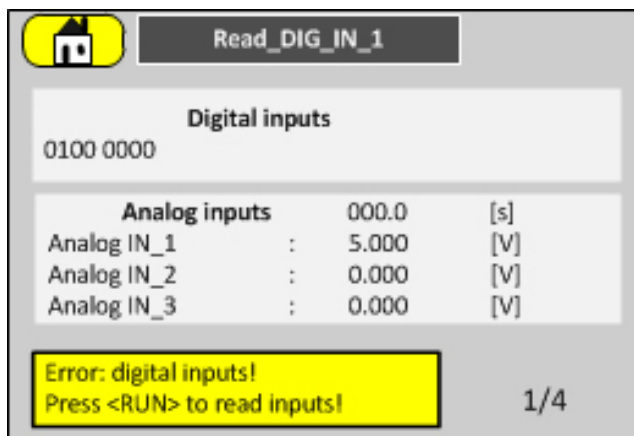 Read_DIG_IN_1
Digital inputs
0100 0000
Analog inputs 000.0 [s]
Analog IN_1 : 5.000 [V]
Analog IN_2 : 0.000 [V]
Analog IN_3 : 0.000 [V]
Error: digital inputs!
Press <RUN> to read inputs!
1/4